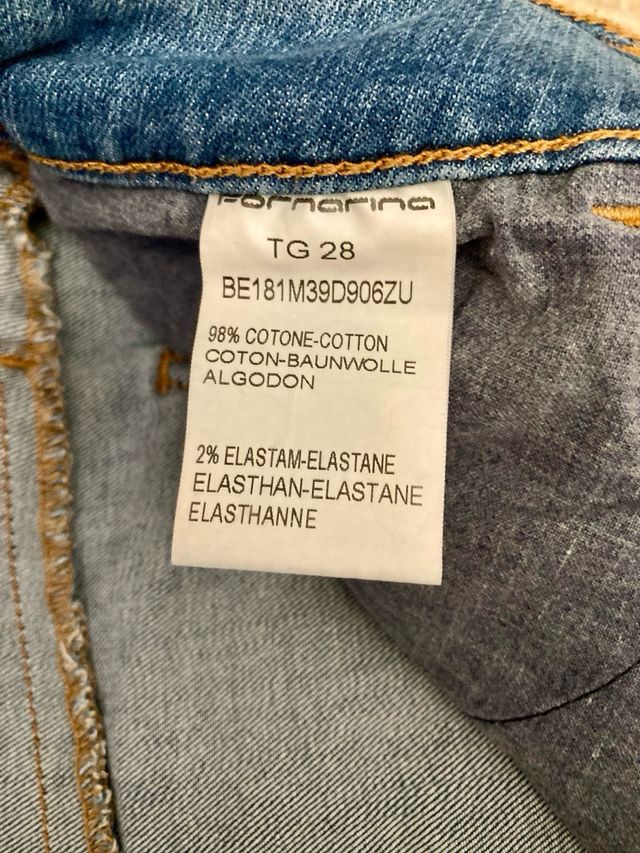 Fornarina
TG 28
BE181M39D906ZU
98% COTONE-COTTON
COTON-BAUNWOLLE
ALGODON
2% ELASTAM-ELASTANE
ELASTHAN-ELASTANE
ELASTHANNE